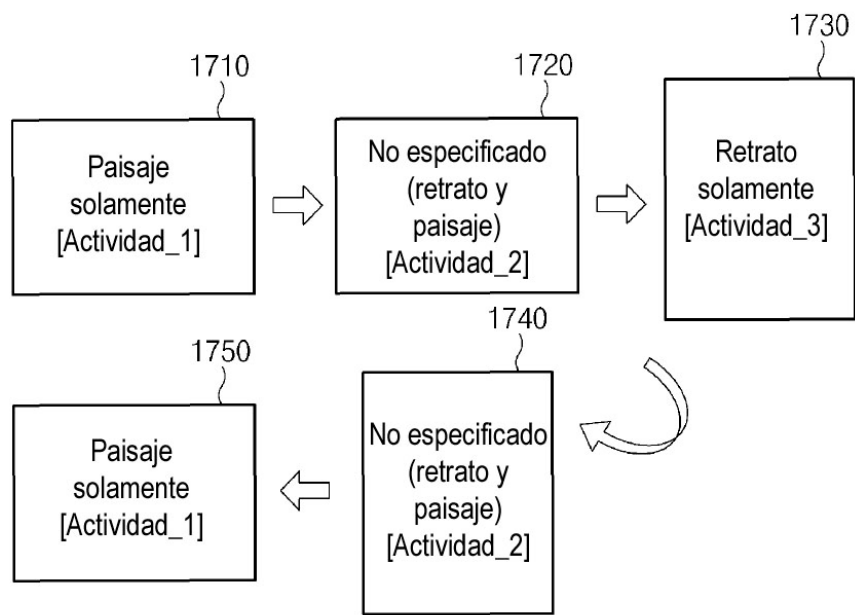 1710
Paisaje
solamente
[Actividad_1]
1720
No especificado
(retrato y
paisaje)
[Actividad_2]
1730
Retrato
solamente
[Actividad_3]
1750
Paisaje
solamente
[Actividad_1]
1740
No especificado
(retrato y
paisaje)
[Actividad_2]